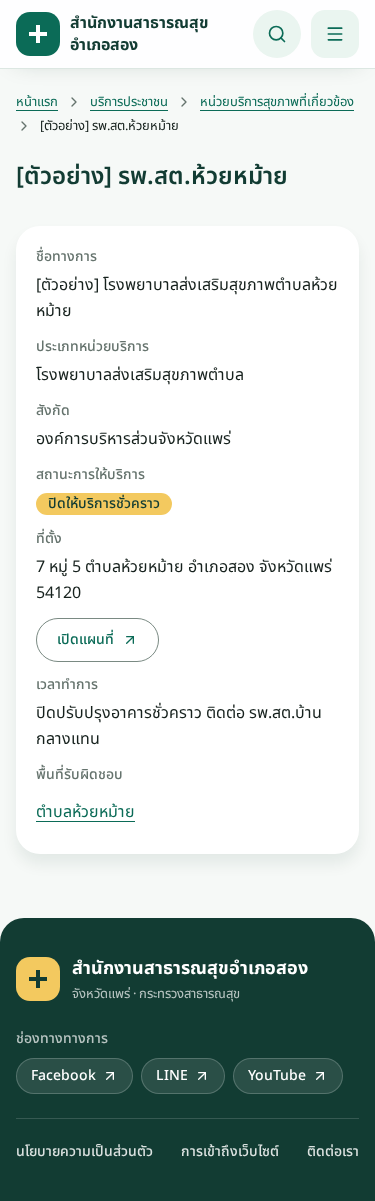 สำนักงานสาธารณสุข
อำเภอสอง
หน้าแรก > บริการประชาชน > หน่วยบริการสุขภาพที่เกี่ยวข้อง
> [ตัวอย่าง] รพ.สต.ห้วยหม้าย
[ตัวอย่าง] รพ.สต.ห้วยหม้าย
ชื่อทางการ
[ตัวอย่าง] โรงพยาบาลส่งเสริมสุขภาพตำบลห้วย
หม้าย
ประเภทหน่วยบริการ
โรงพยาบาลส่งเสริมสุขภาพตำบล
สังกัด
องค์การบริหารส่วนจังหวัดแพร่
สถานะการให้บริการ
ปิดให้บริการชั่วคราว
ที่ตั้ง
7 หมู่ 5 ตำบลห้วยหม้าย อำเภอสอง จังหวัดแพร่
54120
เปิดแผนที่
เวลาทำการ
ปิดปรับปรุงอาคารชั่วคราว ติดต่อ รพ.สต.บ้าน
กลางแทน
พื้นที่รับผิดชอบ
ตำบลห้วยหม้าย
สำนักงานสาธารณสุขอำเภอสอง
จังหวัดแพร่ · กระทรวงสาธารณสุข
ช่องทางทางการ
Facebook LINE YouTube
นโยบายความเป็นส่วนตัว การเข้าถึงเว็บไซต์ ติดต่อเรา